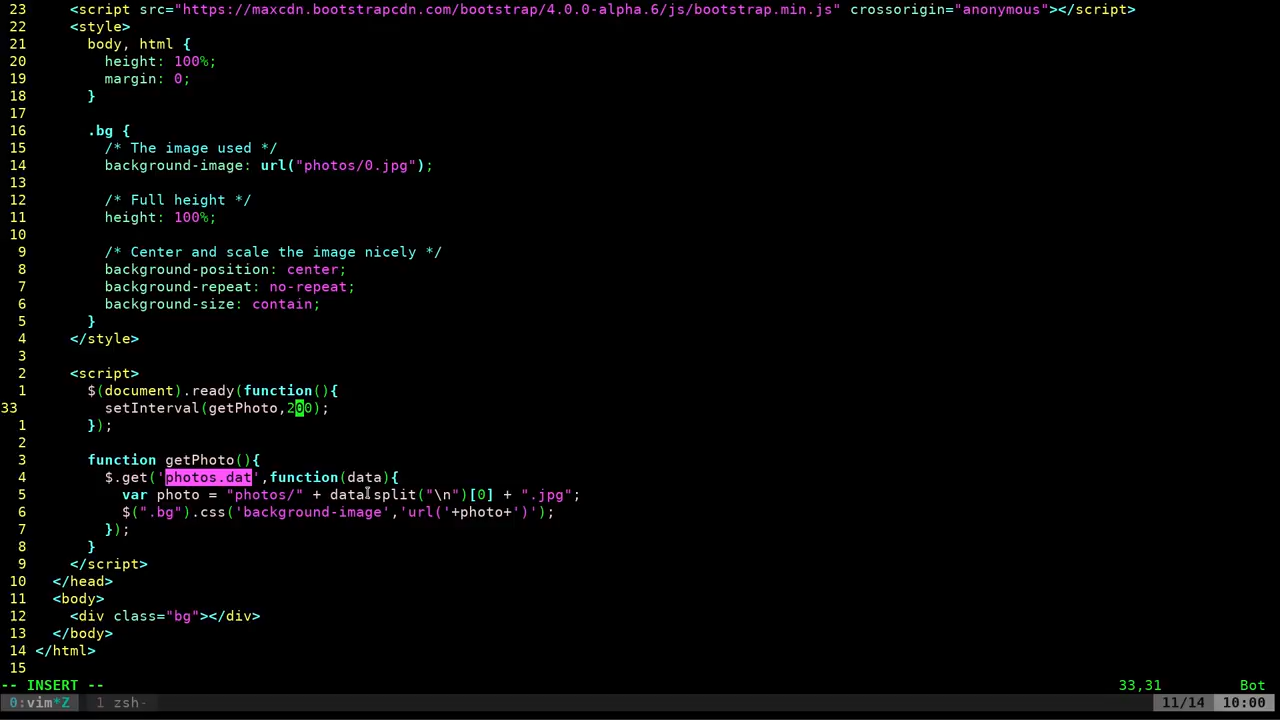 23     <script src="https://maxcdn.bootstrapcdn.com/bootstrap/4.0.0-alpha.6/js/bootstrap.min.js" crossorigin="anonymous"></script>
22     <style>
21       body, html {
20         height: 100%;
19         margin: 0;
18       }
17
16       .bg {
15         /* The image used */
14         background-image: url("photos/0.jpg");
13
12         /* Full height */
11         height: 100%;
10
9         /* Center and scale the image nicely */
8         background-position: center;
7         background-repeat: no-repeat;
6         background-size: contain;
5       }
4     </style>
3
2     <script>
1       $(document).ready(function(){
33         setInterval(getPhoto,200);
1       });
2
3       function getPhoto(){
4         $.get('photos.dat',function(data){
5           var photo = "photos/" + data.split("\n")[0] + ".jpg";
6           $(".bg").css('background-image','url('+photo+')');
7         });
8       }
9     </script>
10   </head>
11   <body>
12     <div class="bg"></div>
13   </body>
14 </html>
15
-- INSERT -- 33,31 Bot
0:vim*Z 1 zsh- 11/14 10:00